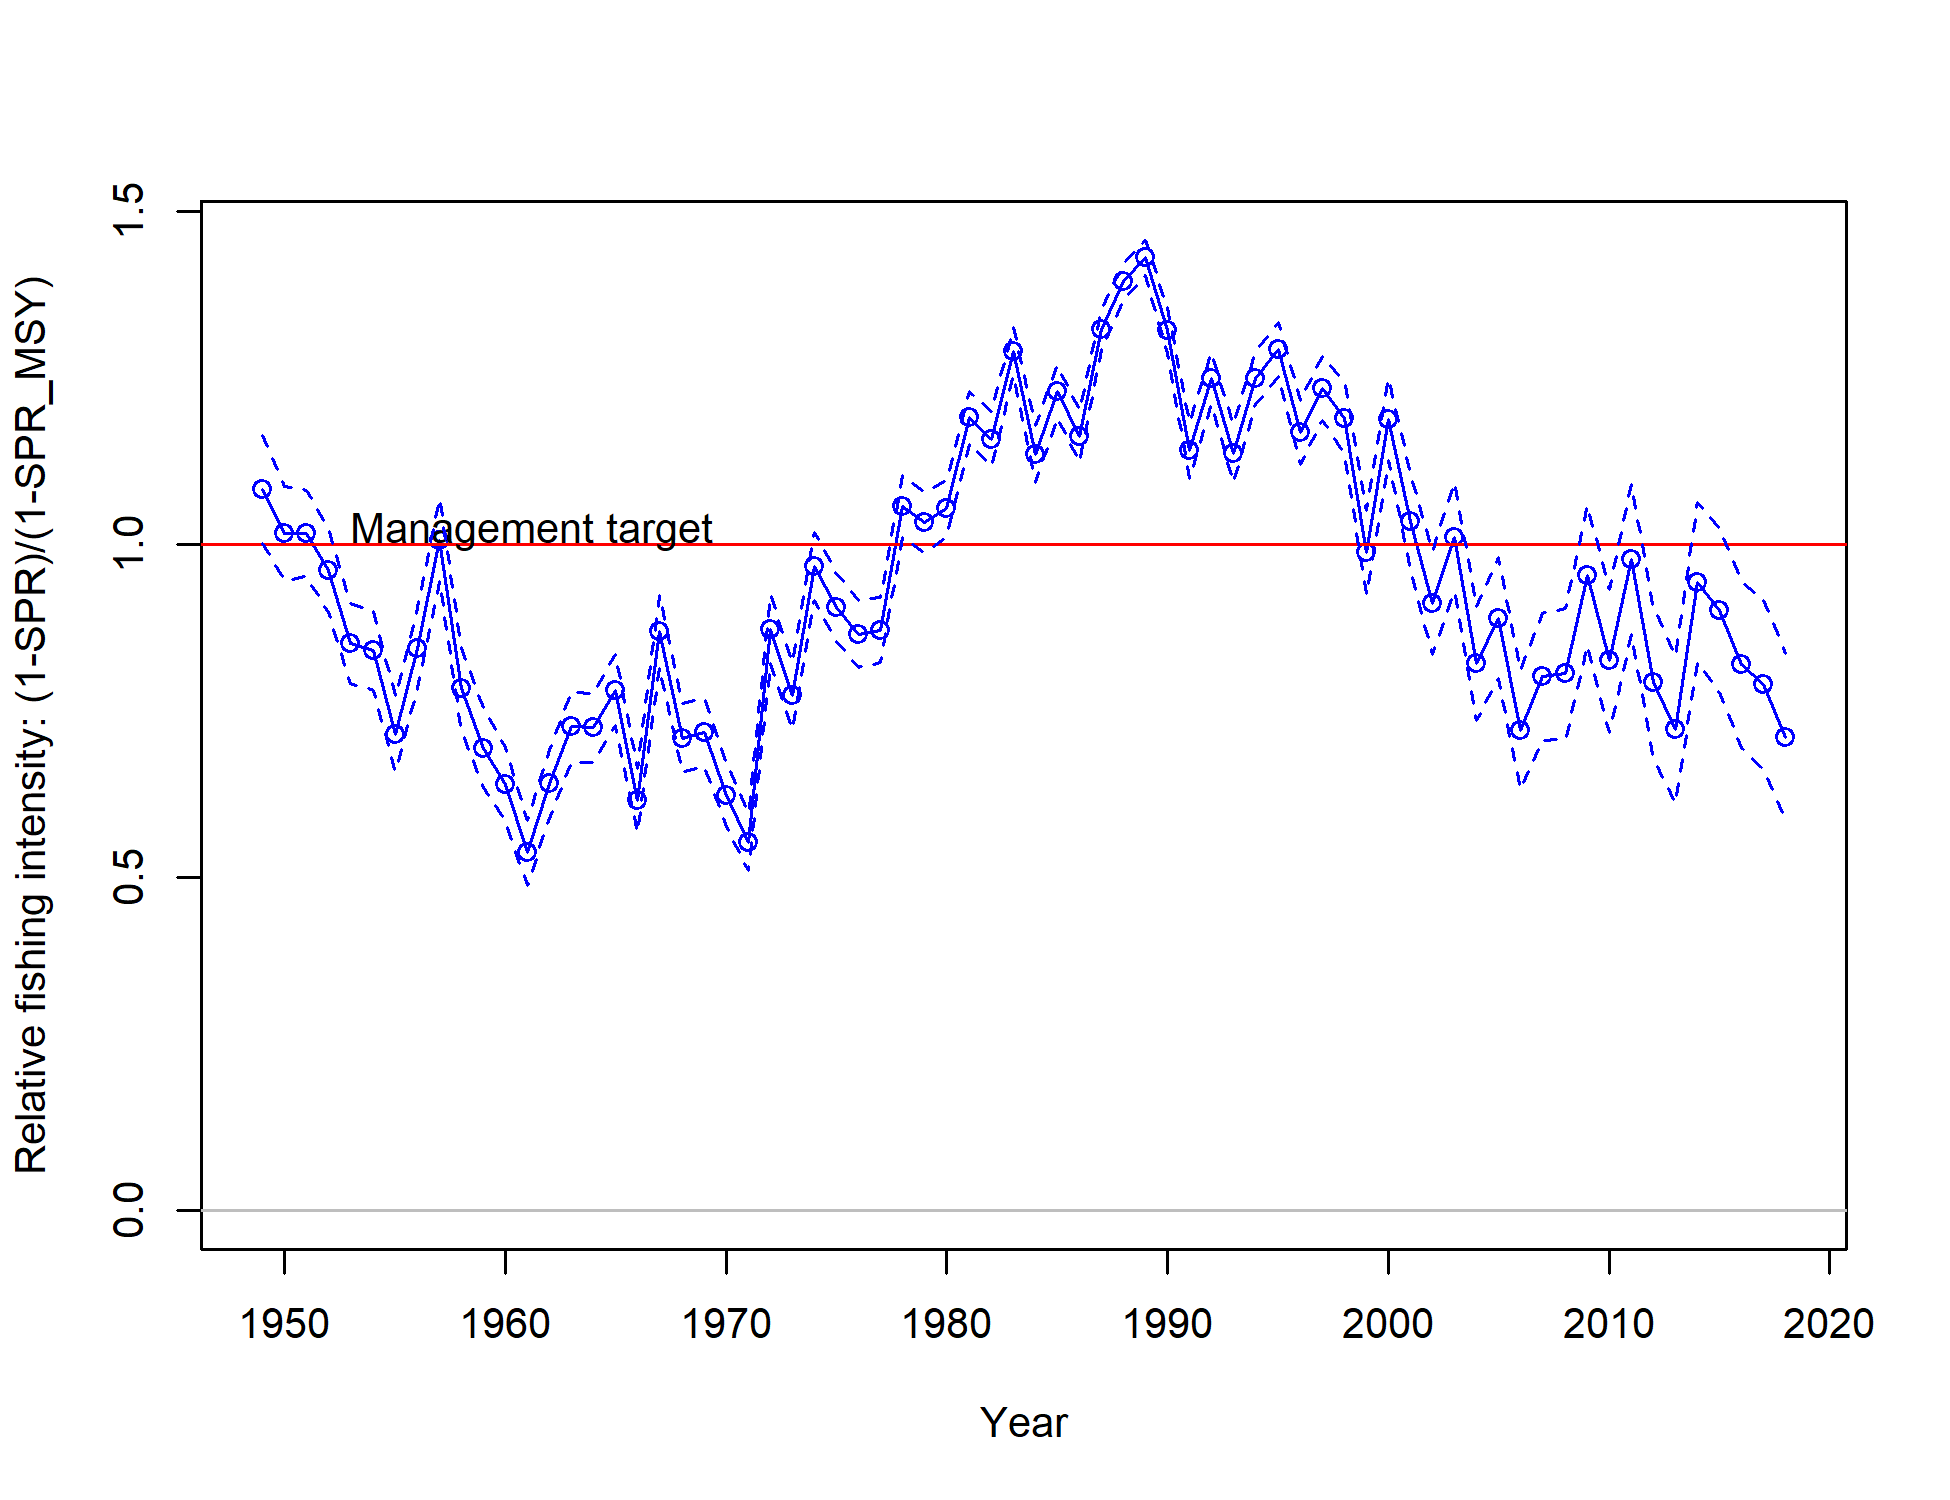 Relative fishing intensity: (1-SPR)/(1-SPR_MSY)
1.5
1.0
0.5
0.0
Management target
1950 1960 1970 1980 1990 2000 2010 2020
Year